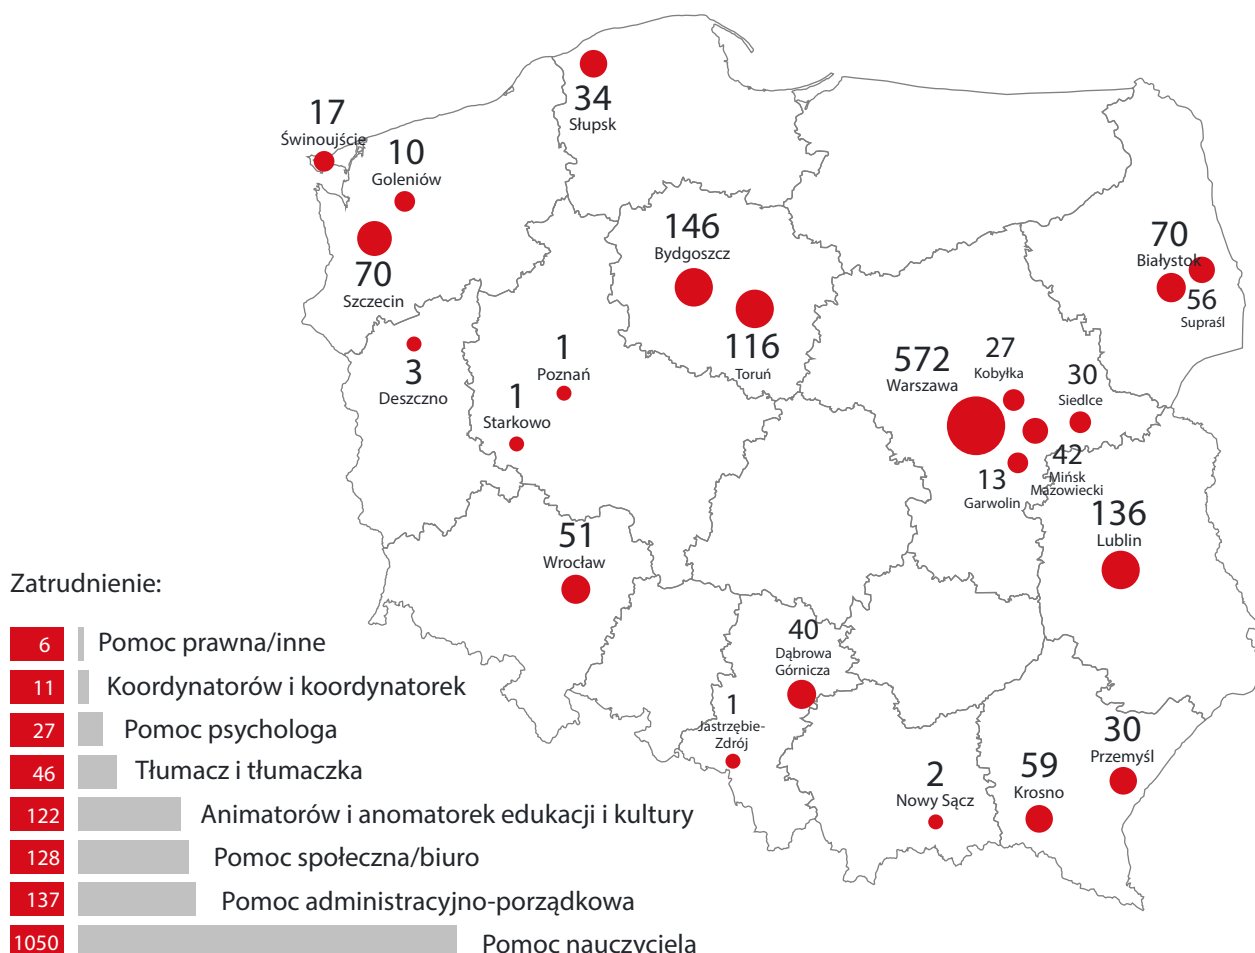 17
Świnoujście
10
Goleniów
70
Szczecin
34
Słupsk
146
Bydgoszcz
116
Toruń
70
Białystok
56
Supraśl
3
Deszczno
1
Poznań
1
Starkowo
572
Warszawa
27
Kobyłka
30
Siedlce
42
Mińsk
Mazowiecki
13
Garwolin
136
Lublin
51
Wrocław
40
Dąbrowa
Górnicza
1
Jastrzębie-
Zdrój
2
Nowy Sącz
59
Krosno
30
Przemyśl
Zatrudnienie:
6 Pomoc prawna/inne
11 Koordynatorów i koordynatorek
27 Pomoc psychologa
46 Tłumacz i tłumaczka
122 Animatorów i anomatorek edukacji i kultury
128 Pomoc społeczna/biuro
137 Pomoc administracyjno-porządkowa
1050 Pomoc nauczyciela